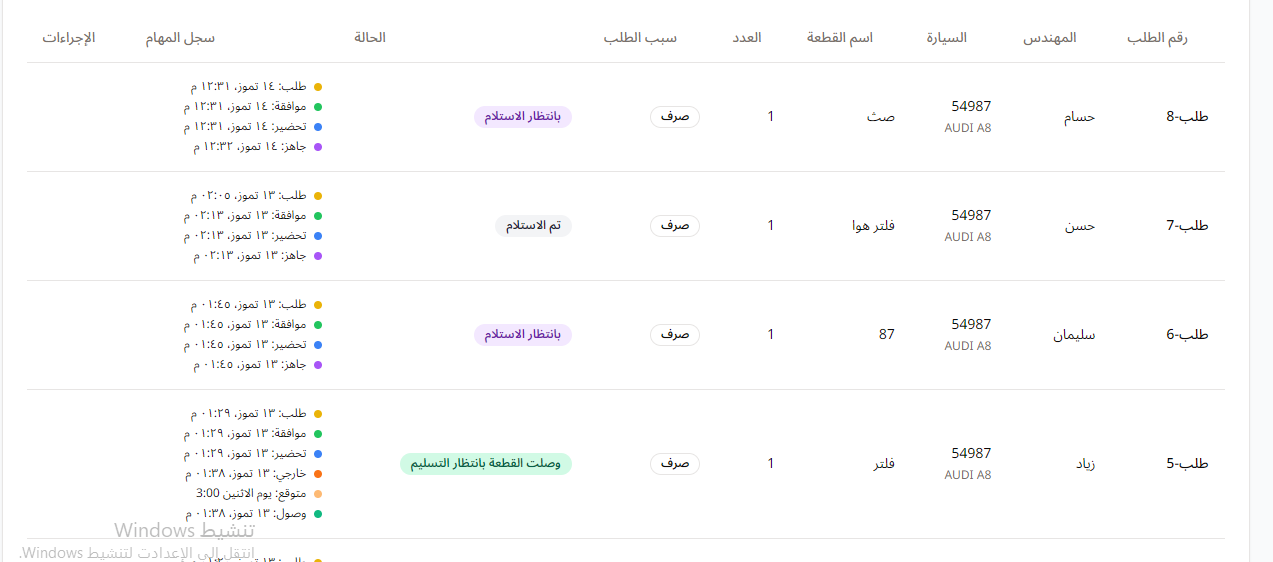 رقم الطلب المهندس السيارة اسم القطعة العدد سبب الطلب الحالة سجل المهام الإجراءات
طلب-8 حسام 54987 صث 1 صرف بانتظار الاستلام
AUDI A8
طلب: ١٤ تموز، ١٢:٣١ م
موافقة: ١٤ تموز، ١٢:٣١ م
تحضير: ١٤ تموز، ١٢:٣١ م
جاهز: ١٤ تموز، ١٢:٣٢ م
طلب-7 حسن 54987 فلتر هوا 1 صرف تم الاستلام
AUDI A8
طلب: ١٣ تموز، ٠٢:٠٥ م
موافقة: ١٣ تموز، ٠٢:١٣ م
تحضير: ١٣ تموز، ٠٢:١٣ م
جاهز: ١٣ تموز، ٠٢:١٣ م
طلب-6 سليمان 54987 87 1 صرف بانتظار الاستلام
AUDI A8
طلب: ١٣ تموز، ٠١:٤٥ م
موافقة: ١٣ تموز، ٠١:٤٥ م
تحضير: ١٣ تموز، ٠١:٤٥ م
جاهز: ١٣ تموز، ٠١:٤٥ م
طلب-5 زياد 54987 فلتر 1 صرف وصلت القطعة بانتظار التسليم
AUDI A8
طلب: ١٣ تموز، ٠١:٢٩ م
موافقة: ١٣ تموز، ٠١:٢٩ م
تحضير: ١٣ تموز، ٠١:٢٩ م
خارجي: ١٣ تموز، ٠١:٣٨ م
متوقع: يوم الاثنين 3:00
وصول: ١٣ تموز، ٠١:٣٨ م
تنشيط Windows
انتقل إلى الإعدادات لتنشيط Windows.